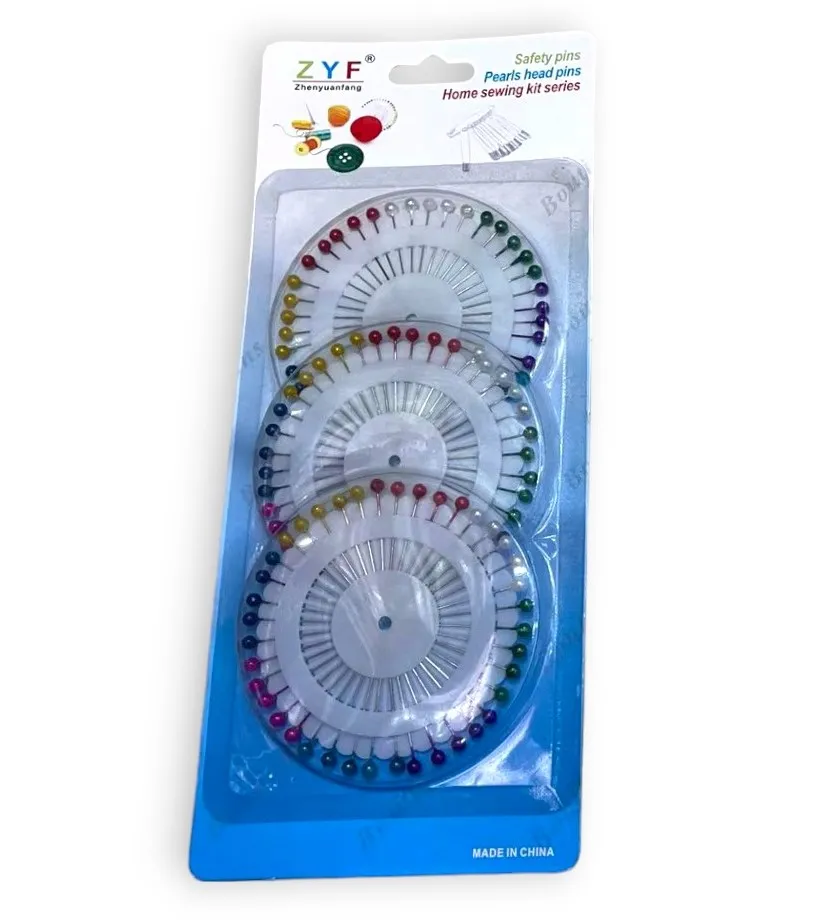 ZYF®
Zhenyuanfang
Safety pins
Pearls head pins
Home sewing kit series
MADE IN CHINA